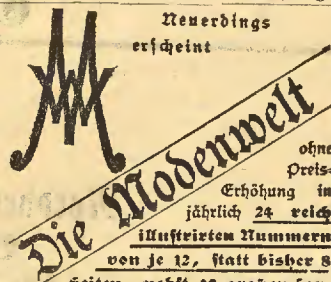 Neuerdings
erscheint
Die Modenwelt
ohne
Preis=
Erhöhung in
jährlich 24 reich
illustrirten Nummern
von je 12, statt bisher 8